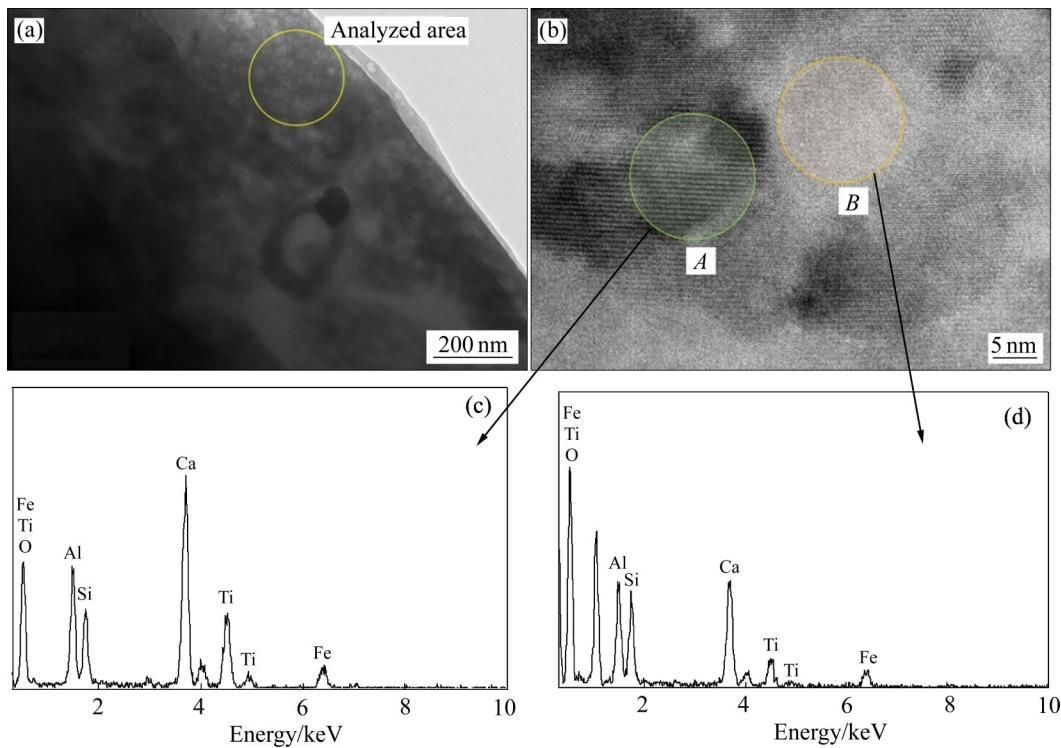 (a)
Analyzed area
200 nm
(b)
A
B
5 nm
(c)
Fe
Ti
O
Al
Si
Ca
Ti
Ti
Fe
2
4
6
8
10
Energy/keV
(d)
Fe
Ti
O
Al
Si
Ca
Ti
Ti
Fe
2
4
6
8
10
Energy/keV